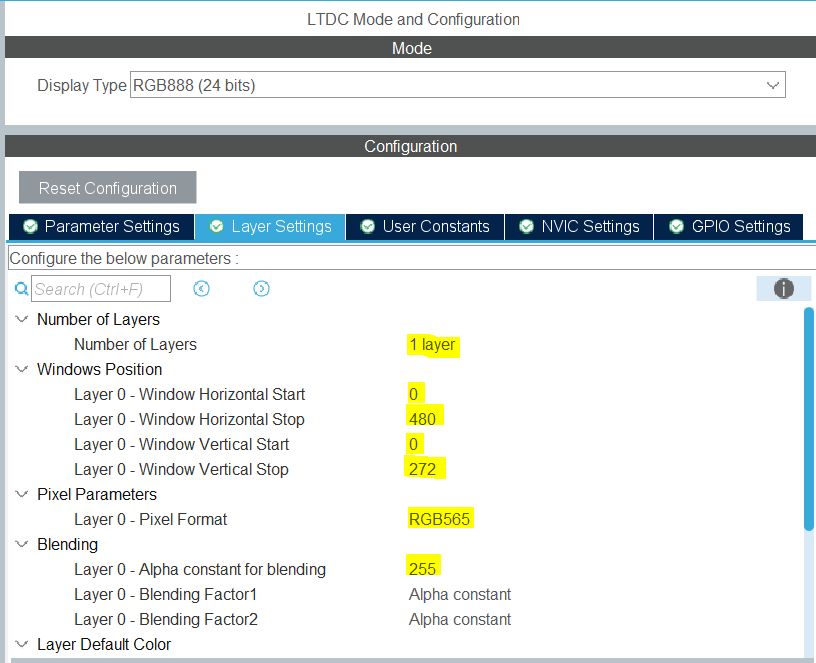 LTDC Mode and Configuration
Mode
Display Type RGB888 (24 bits)
Configuration
Reset Configuration
Parameter Settings Layer Settings User Constants NVIC Settings GPIO Settings
Configure the below parameters :
Search (Ctrl+F)
Number of Layers
Number of Layers 1 layer
Windows Position
Layer 0 - Window Horizontal Start 0
Layer 0 - Window Horizontal Stop 480
Layer 0 - Window Vertical Start 0
Layer 0 - Window Vertical Stop 272
Pixel Parameters
Layer 0 - Pixel Format RGB565
Blending
Layer 0 - Alpha constant for blending 255
Layer 0 - Blending Factor1 Alpha constant
Layer 0 - Blending Factor2 Alpha constant
Layer Default Color